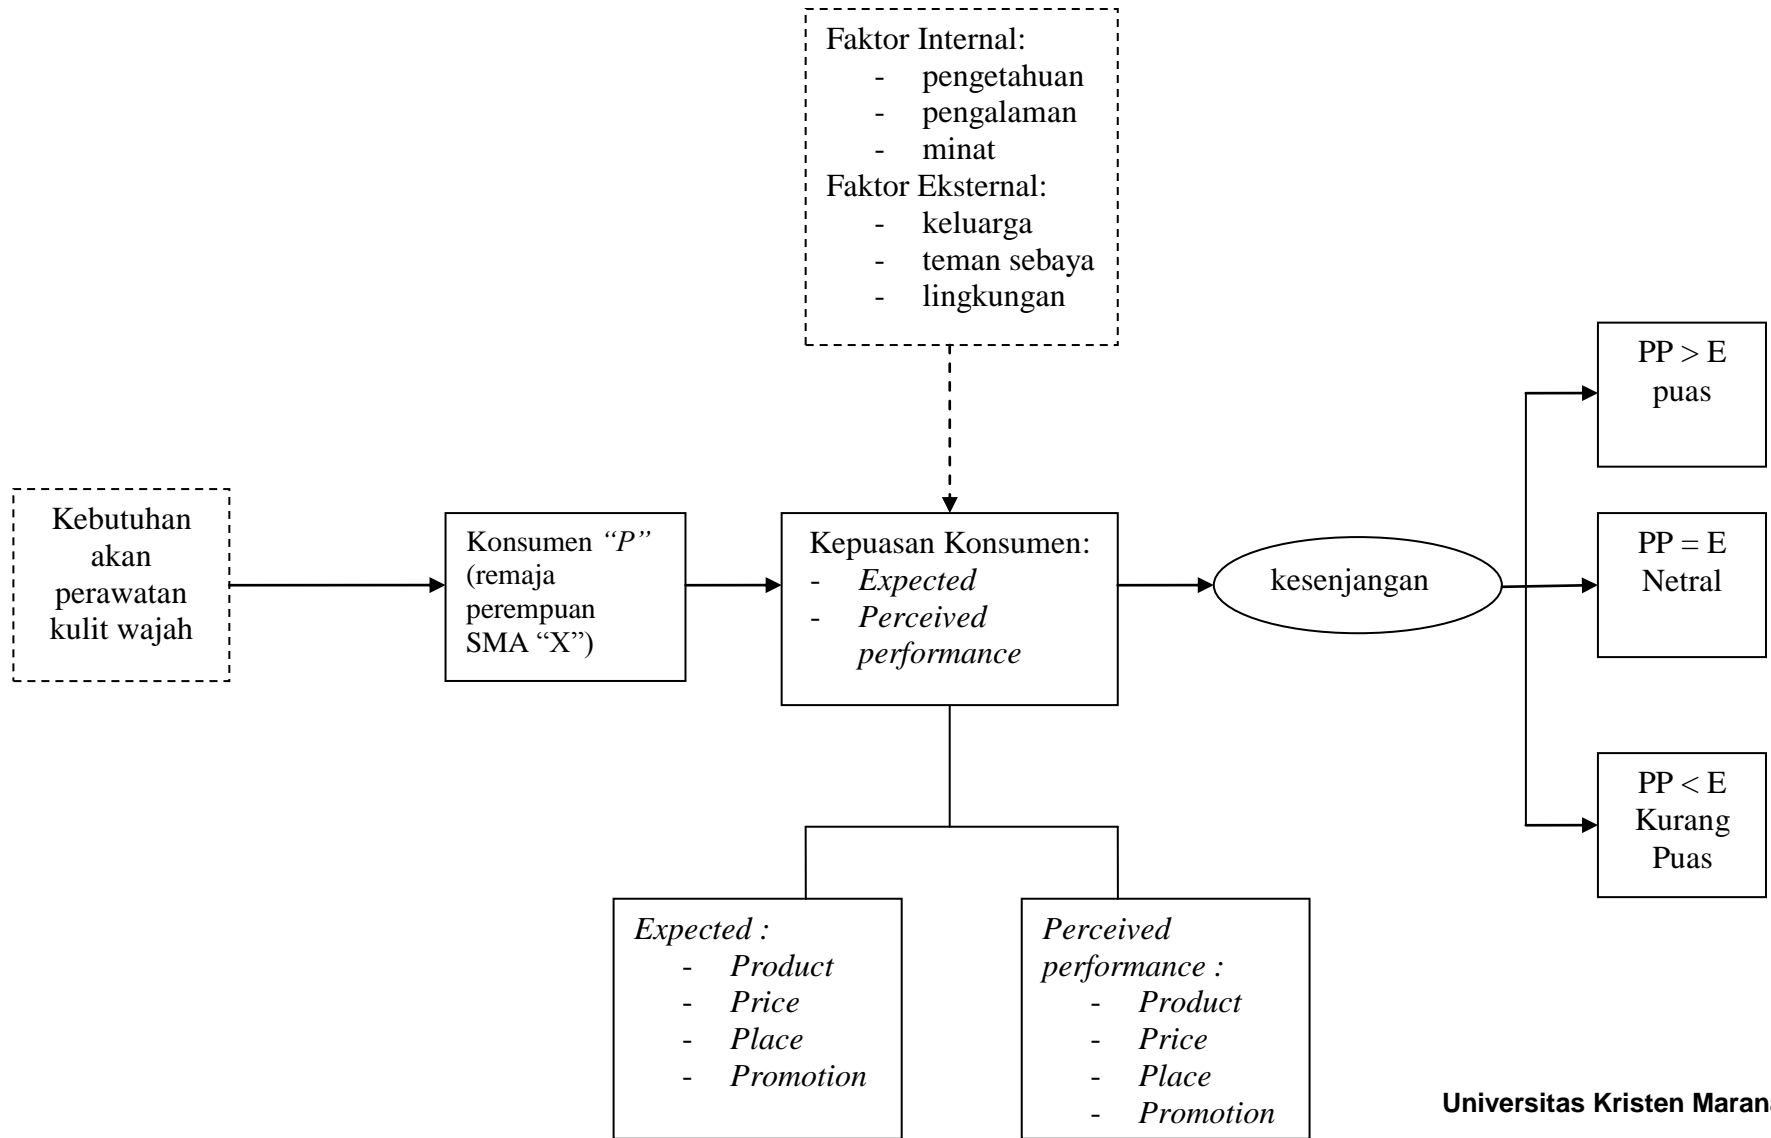 Faktor Internal:
- pengetahuan
- pengalaman
- minat
Faktor Eksternal:
- keluarga
- teman sebaya
- lingkungan
Kebutuhan
akan
perawatan
kulit wajah
Konsumen “P”
(remaja
perempuan
SMA “X”)
Kepuasan Konsumen:
- Expected
- Perceived
performance
kesenjangan
PP > E
puas
PP = E
Netral
PP < E
Kurang
Puas
Expected :
- Product
- Price
- Place
- Promotion
Perceived
performance :
- Product
- Price
- Place
- Promotion
Universitas Kristen